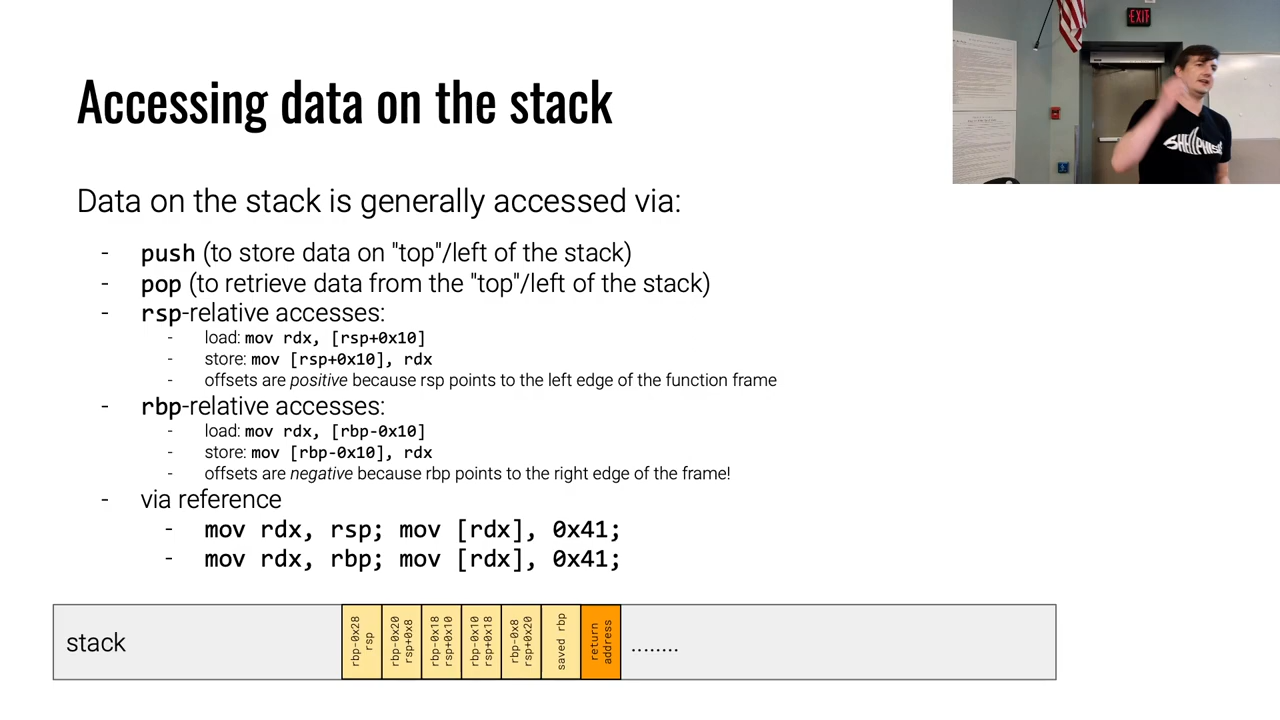 Accessing data on the stack
EXIT
SHELLPHISH
Data on the stack is generally accessed via:
- push (to store data on "top"/left of the stack)
- pop (to retrieve data from the "top"/left of the stack)
- rsp-relative accesses:
- load: mov rdx, [rsp+0x10]
- store: mov [rsp+0x10], rdx
- offsets are positive because rsp points to the left edge of the function frame
- rbp-relative accesses:
- load: mov rdx, [rbp-0x10]
- store: mov [rbp-0x10], rdx
- offsets are negative because rbp points to the right edge of the frame!
- via reference
- mov rdx, rsp; mov [rdx], 0x41;
- mov rdx, rbp; mov [rdx], 0x41;
stack
rbp-0x28
rsp
rbp-0x20
rsp+0x8
rbp-0x18
rsp+0x10
rbp-0x10
rsp+0x18
rbp-0x8
rsp+0x20
saved rbp
return
address
........